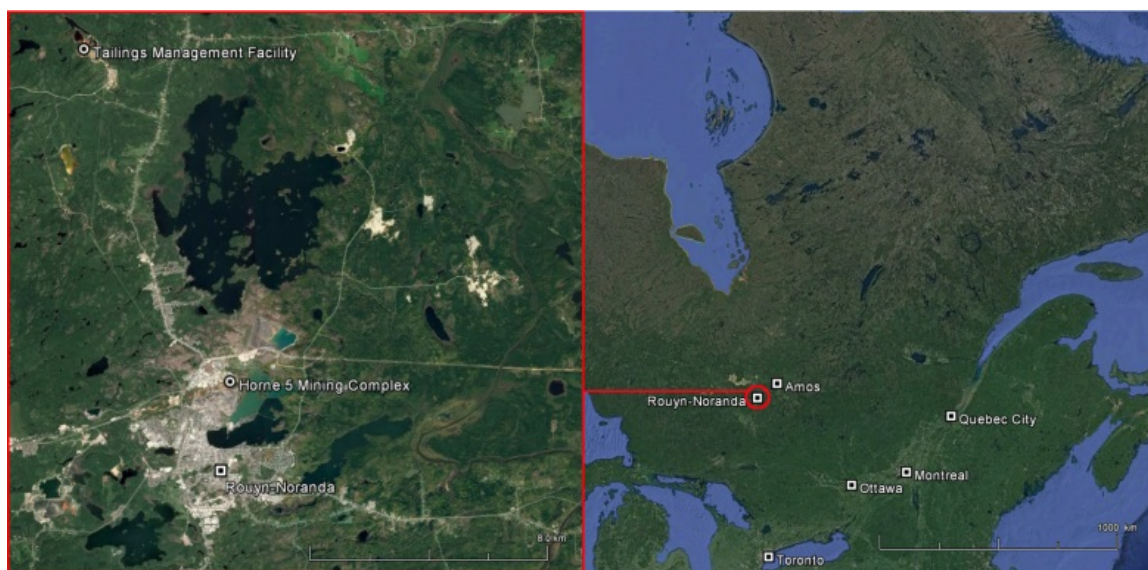 Tailings Management Facility
Horne 5 Mining Complex
Rouyn-Noranda
8.0 km
Amos
Rouyn-Noranda
Quebec City
Montreal
Ottawa
Toronto
1000 km